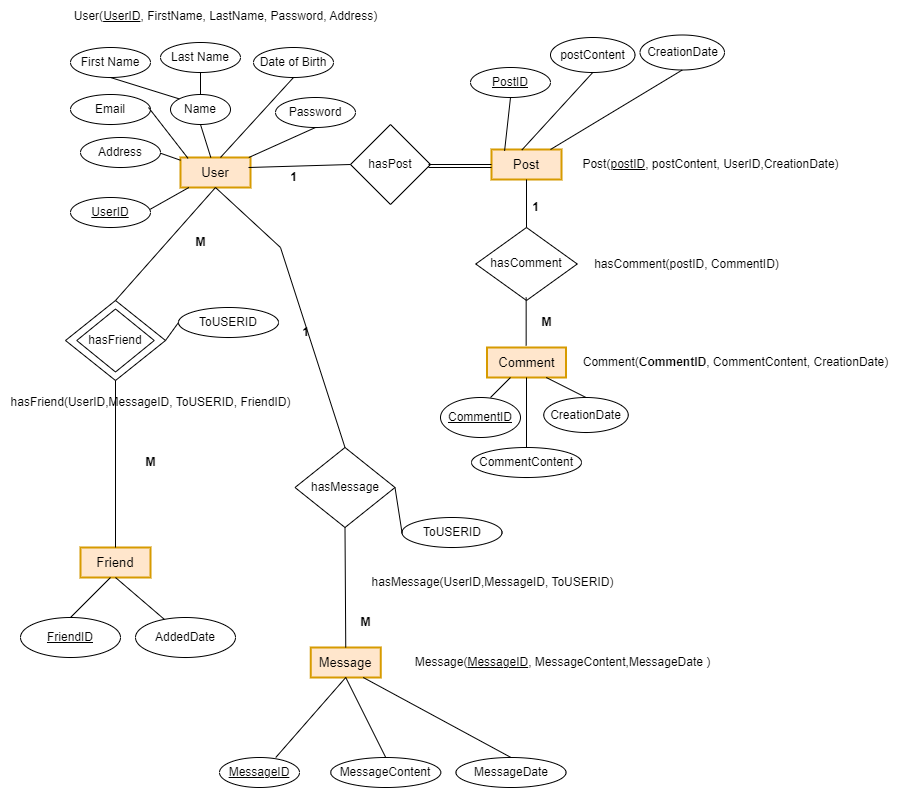 User(UserID, FirstName, LastName, Password, Address)
First Name
Last Name
Date of Birth
postContent
CreationDate
PostID
Email
Name
Password
Address
User
1
hasPost
Post
Post(postID, postContent, UserID,CreationDate)
UserID
1
M
hasComment
hasComment(postID, CommentID)
ToUSERID
M
1
hasFriend
Comment
Comment(CommentID, CommentContent, CreationDate)
hasFriend(UserID,MessageID, ToUSERID, FriendID)
CommentID
CreationDate
M
CommentContent
hasMessage
ToUSERID
Friend
hasMessage(UserID,MessageID, ToUSERID)
M
FriendID
AddedDate
Message
Message(MessageID, MessageContent,MessageDate )
MessageID
MessageContent
MessageDate